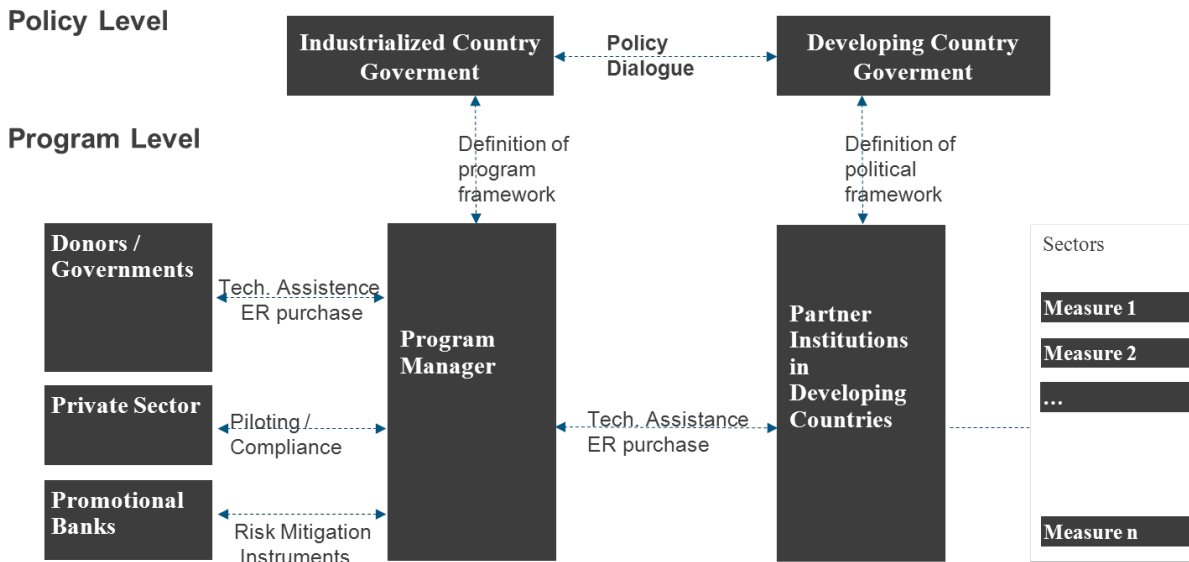 Policy Level
Industrialized Country
Goverment
Policy
Dialogue
Developing Country
Goverment
Program Level
Definition of
program
framework
Definition of
political
framework
Donors /
Governments
Tech. Assistence
ER purchase
Private Sector
Piloting /
Compliance
Promotional
Banks
Risk Mitigation
Instruments
Program
Manager
Tech. Assistance
ER purchase
Partner
Institutions
in
Developing
Countries
Sectors
Measure 1
Measure 2
...
Measure n